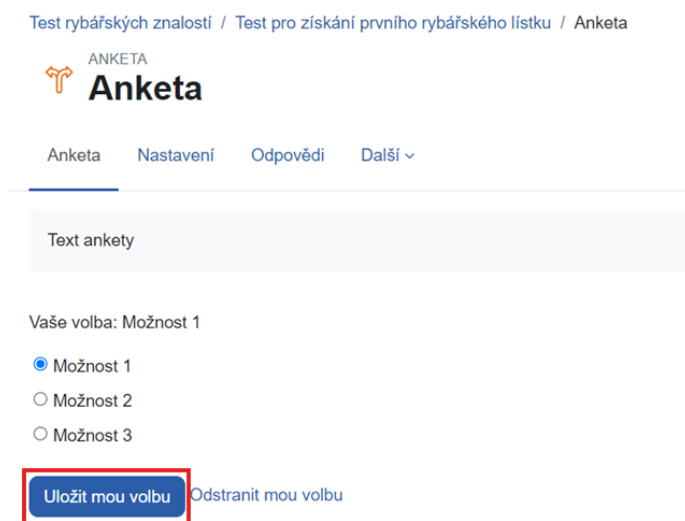 Test rybářských znalostí / Test pro získání prvního rybářského lístku / Anketa
ANKETA
Anketa
Anketa Nastavení Odpovědi Další
Text ankety
Vaše volba: Možnost 1
Možnost 1
Možnost 2
Možnost 3
Uložit mou volbu Odstranit mou volbu